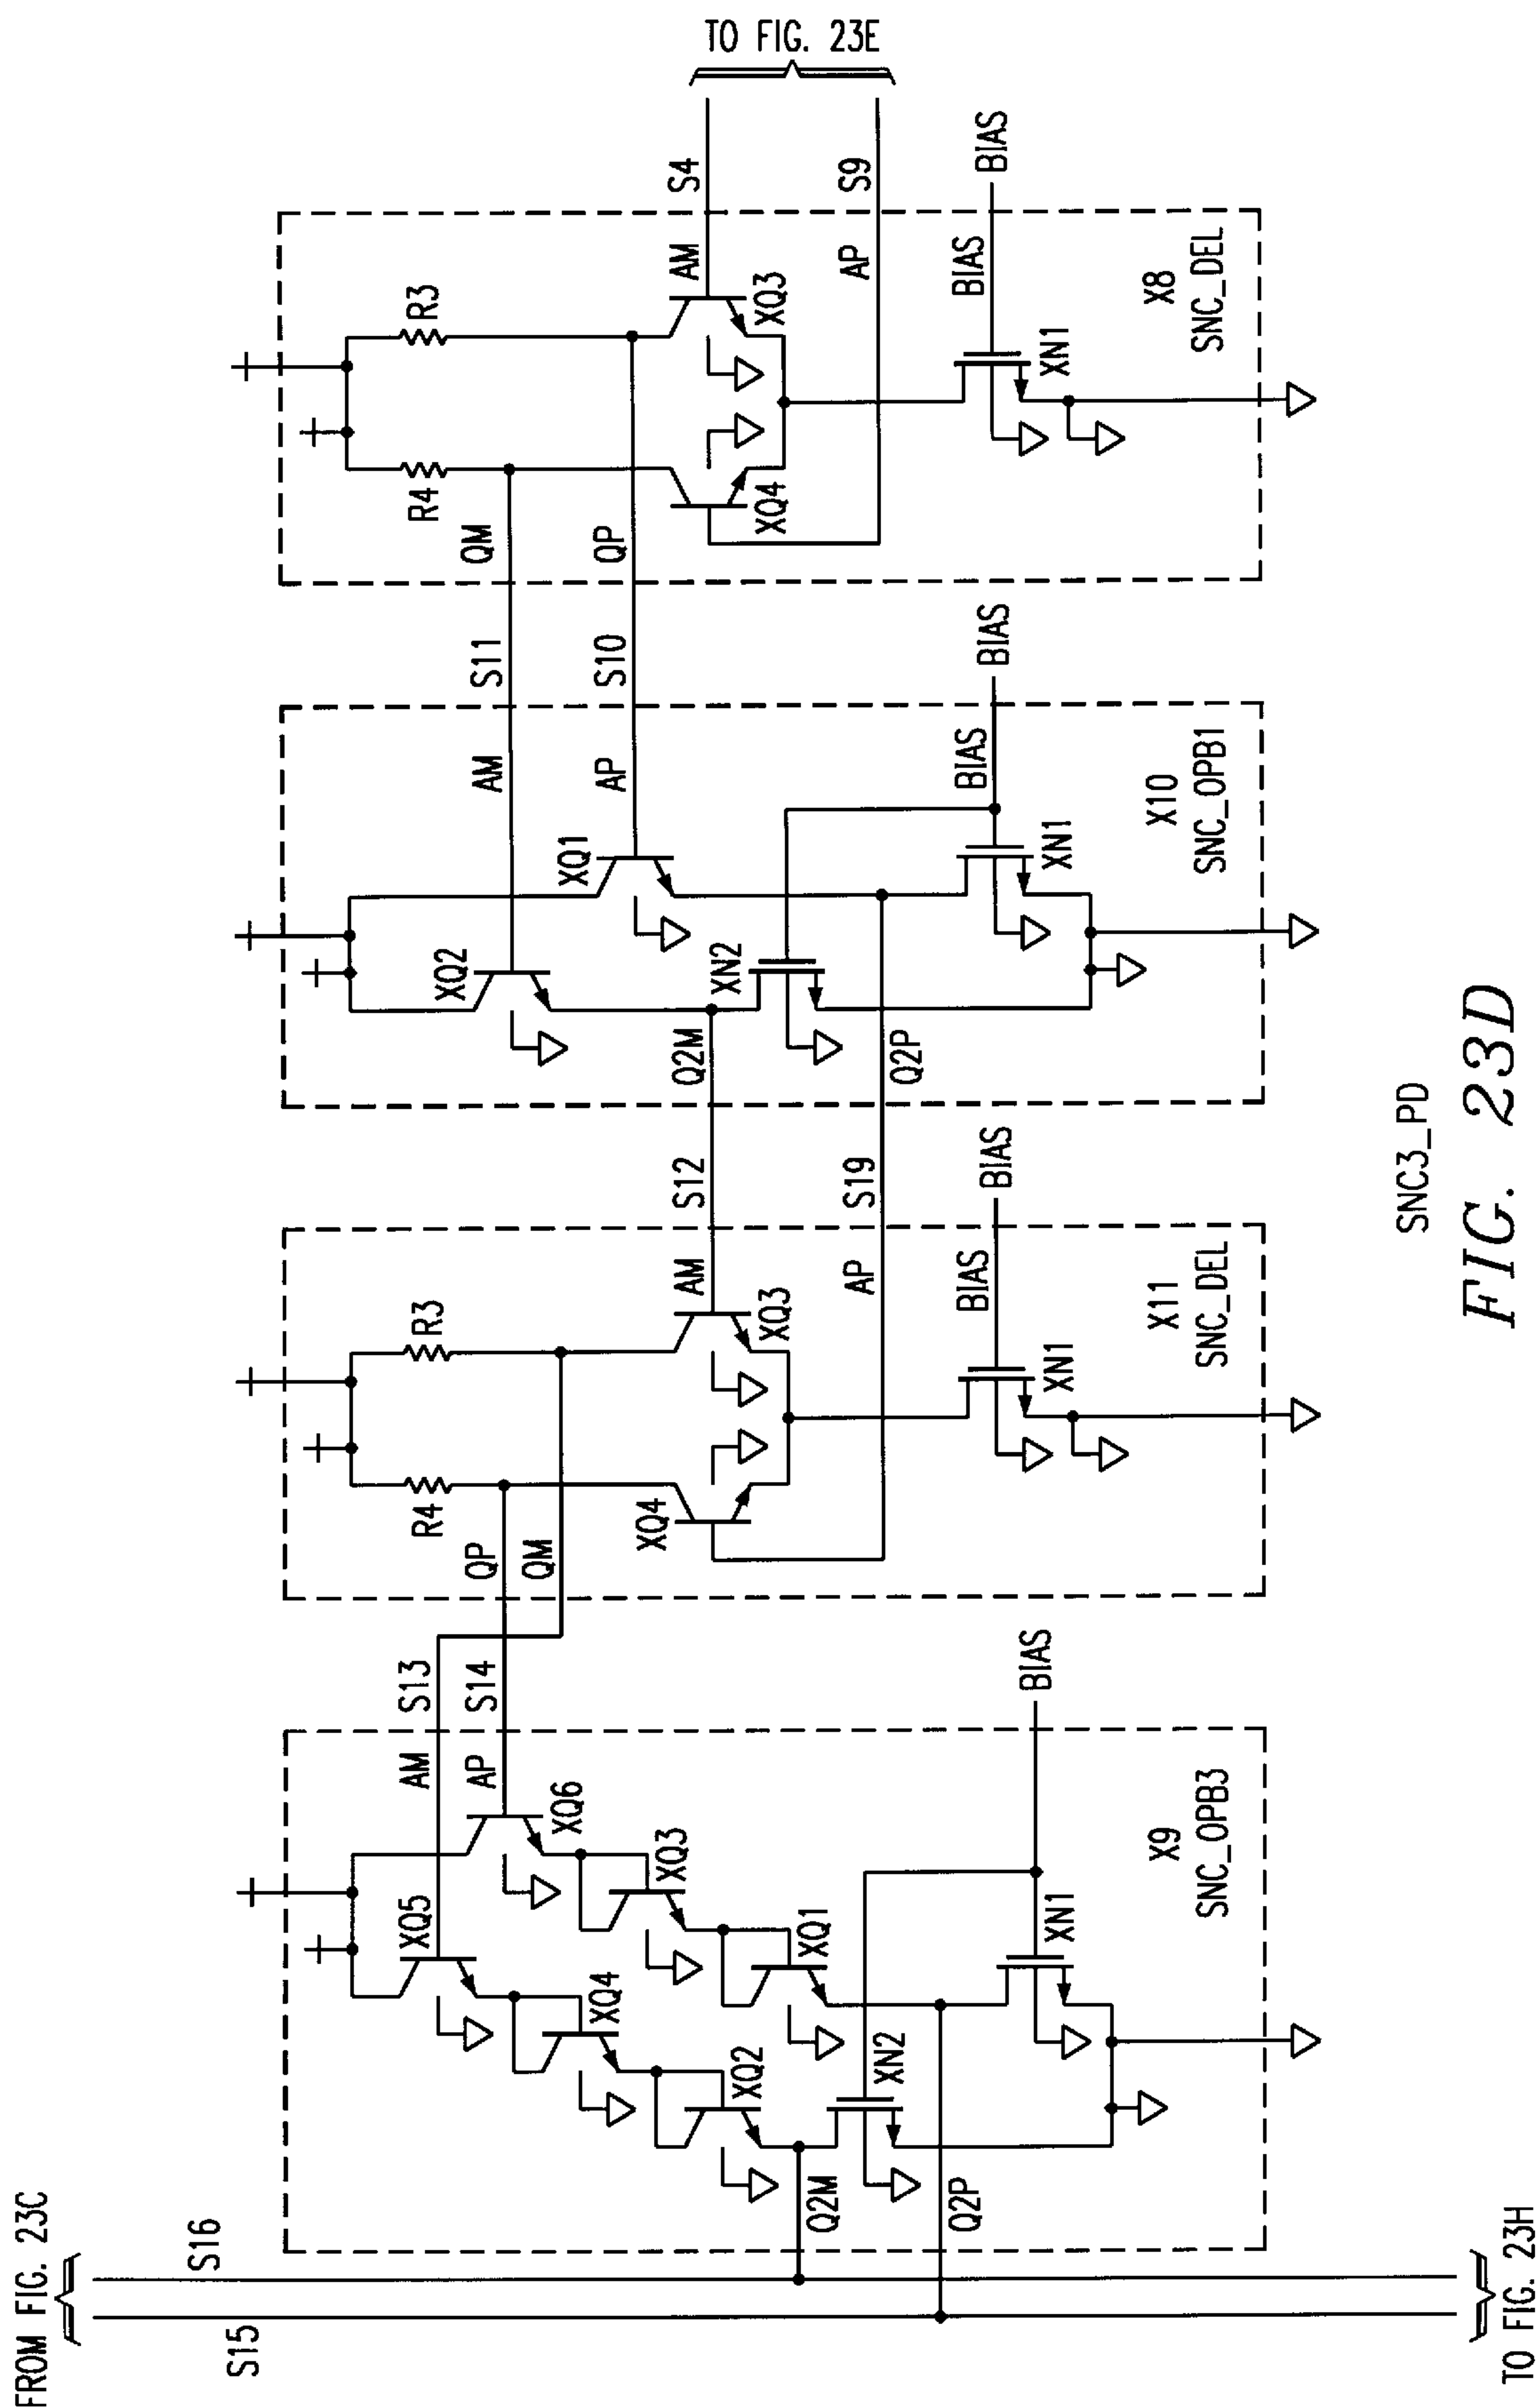 FROM FIG. 23C
S15
S16
X9
SNC_OPB3
AM
AP
S13
S14
XQ5
XQ6
XQ4
XQ3
XQ2
XQ1
XN2
XN1
Q2M
Q2P
BIAS
TO FIG. 23H
X11
SNC_DEL
R4
R3
QP
QM
XQ4
XQ3
AM
AP
XN1
BIAS
BIAS
S12
S19
X10
SNC_OPB1
XQ2
XQ1
AM
AP
Q2M
Q2P
XN2
XN1
BIAS
BIAS
S11
S10
X8
SNC_DEL
R4
R3
QM
QP
XQ4
XQ3
AM
AP
XN1
BIAS
BIAS
S4
S9
TO FIG. 23E
SNC3_PD
FIG. 23D